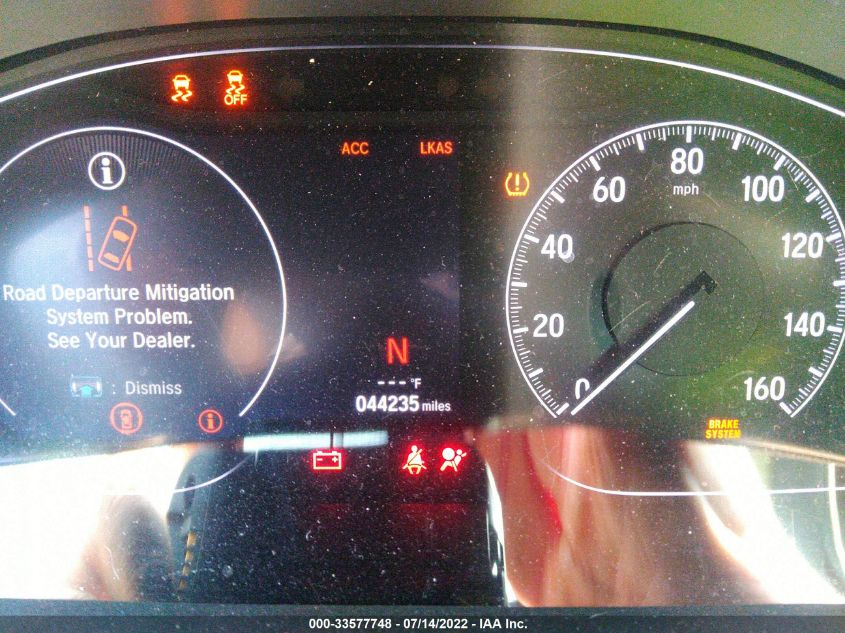 OFF
ACC LKAS
i
Road Departure Mitigation
System Problem.
See Your Dealer.
: Dismiss
i
N
---°F
044235 miles
0
20
40
60
80
mph
100
120
140
160
BRAKE
SYSTEM
000-33577748 - 07/14/2022 - IAA Inc.